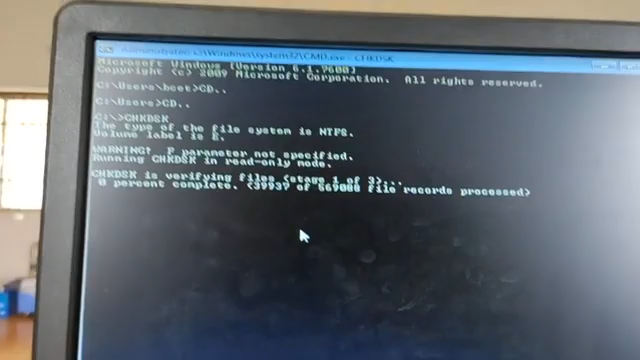 Administrator: C:\Windows\system32\CMD.exe - CHKDSK
Microsoft Windows [Version 6.1.7600]
Copyright (c) 2009 Microsoft Corporation.  All rights reserved.
C:\Users\bcet>CD..
C:\Users>CD..
C:\>CHKDSK
The type of the file system is NTFS.
Volume label is E.
WARNING!  F parameter not specified.
Running CHKDSK in read-only mode.
CHKDSK is verifying files (stage 1 of 3)...
0 percent complete. (39937 of 569088 file records processed)